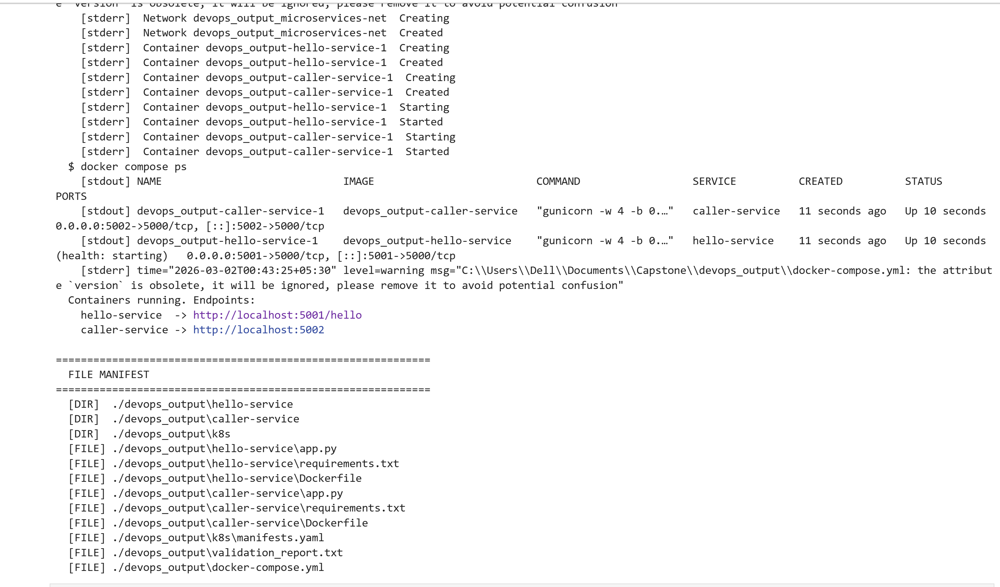 e `version` is obsolete, it will be ignored, please remove it to avoid potential confusion
[stderr]  Network devops_output_microservices-net  Creating
[stderr]  Network devops_output_microservices-net  Created
[stderr]  Container devops_output-hello-service-1  Creating
[stderr]  Container devops_output-hello-service-1  Created
[stderr]  Container devops_output-caller-service-1  Creating
[stderr]  Container devops_output-caller-service-1  Created
[stderr]  Container devops_output-hello-service-1  Starting
[stderr]  Container devops_output-hello-service-1  Started
[stderr]  Container devops_output-caller-service-1  Starting
[stderr]  Container devops_output-caller-service-1  Started
$ docker compose ps
[stdout] NAME                             IMAGE                          COMMAND                  SERVICE          CREATED          STATUS
PORTS
[stdout] devops_output-caller-service-1   devops_output-caller-service   "gunicorn -w 4 -b 0.…"   caller-service   11 seconds ago   Up 10 seconds
0.0.0.0:5002->5000/tcp, [::]:5002->5000/tcp
[stdout] devops_output-hello-service-1    devops_output-hello-service    "gunicorn -w 4 -b 0.…"   hello-service    11 seconds ago   Up 10 seconds
(health: starting)   0.0.0.0:5001->5000/tcp, [::]:5001->5000/tcp
[stderr] time="2026-03-02T00:43:25+05:30" level=warning msg="C:\\Users\\Dell\\Documents\\Capstone\\devops_output\\docker-compose.yml: the attribut
e `version` is obsolete, it will be ignored, please remove it to avoid potential confusion"
Containers running. Endpoints:
hello-service  -> http://localhost:5001/hello
caller-service -> http://localhost:5002
============================================================
FILE MANIFEST
============================================================
[DIR]  ./devops_output\hello-service
[DIR]  ./devops_output\caller-service
[DIR]  ./devops_output\k8s
[FILE] ./devops_output\hello-service\app.py
[FILE] ./devops_output\hello-service\requirements.txt
[FILE] ./devops_output\hello-service\Dockerfile
[FILE] ./devops_output\caller-service\app.py
[FILE] ./devops_output\caller-service\requirements.txt
[FILE] ./devops_output\caller-service\Dockerfile
[FILE] ./devops_output\k8s\manifests.yaml
[FILE] ./devops_output\validation_report.txt
[FILE] ./devops_output\docker-compose.yml